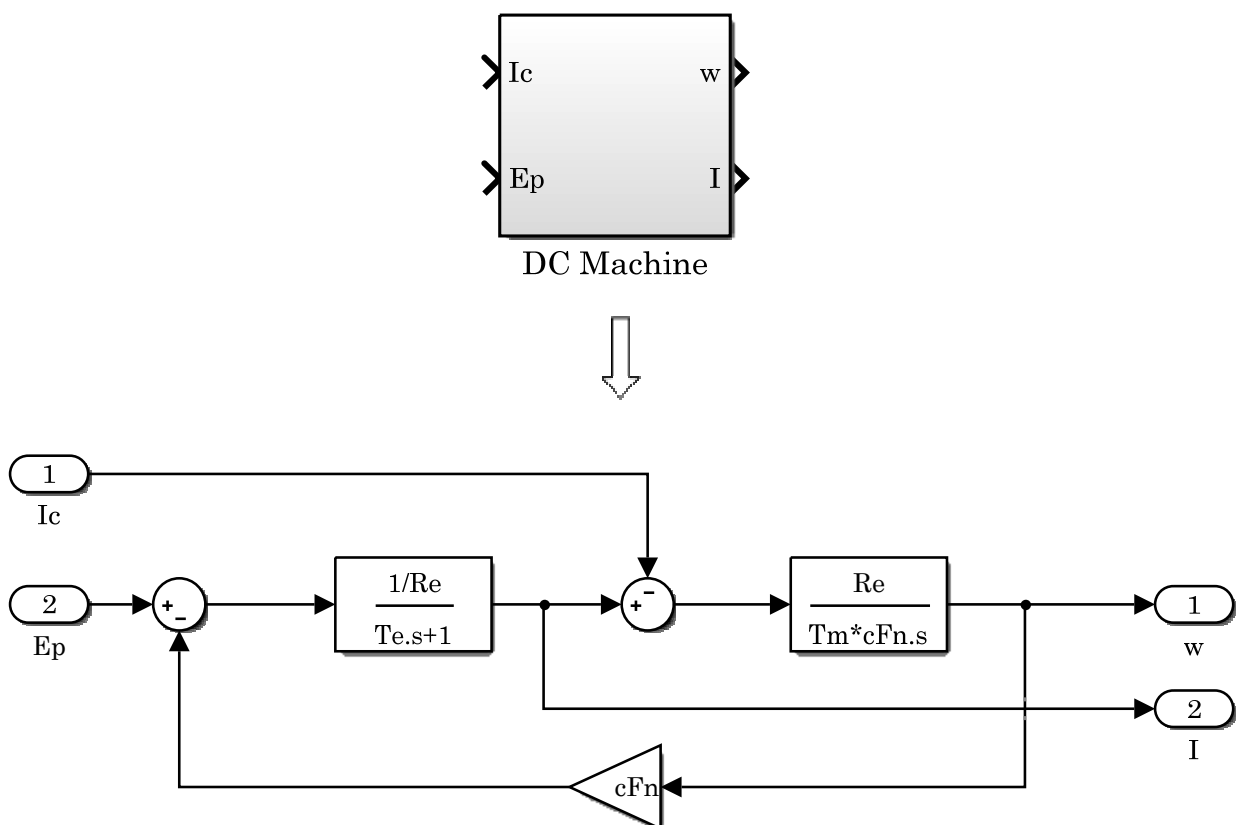 Ic w
Ep I
DC Machine
1
Ic
+ −
1/Re
Te.s+1
− +
Re
Tm*cFn.s
2
Ep
1
w
2
I
cFn